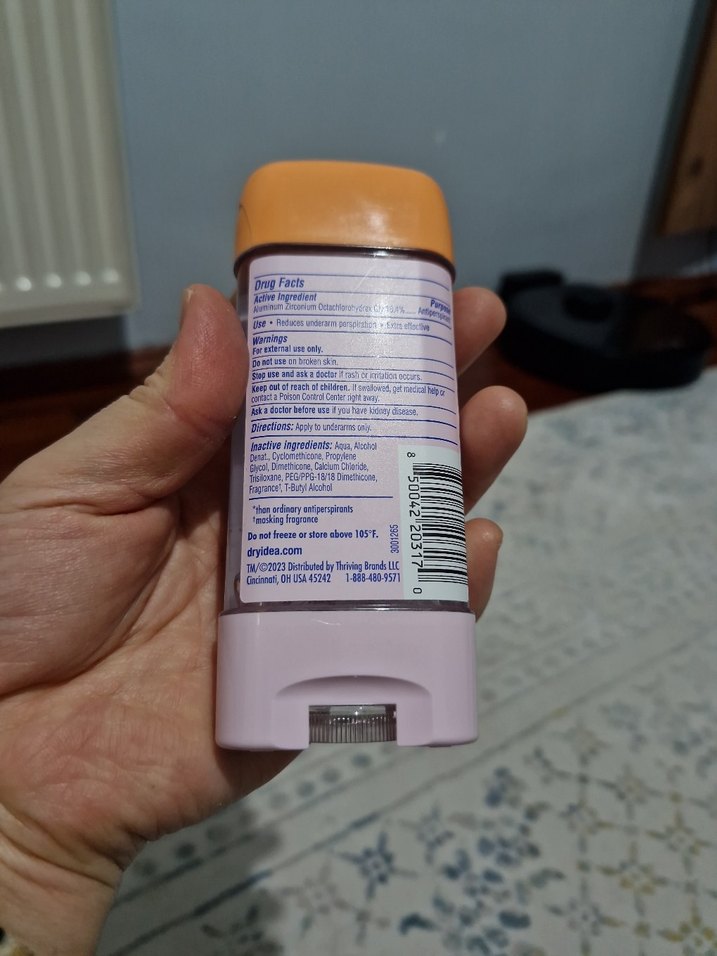 Drug Facts
Active Ingredient Purpose
Aluminum Zirconium Octachlorohydrex Gly Antiperspirant
Use • Reduces underarm perspiration • Extra effective
Warnings
For external use only.
Do not use on broken skin.
Stop use and ask a doctor if rash or irritation occurs.
Keep out of reach of children. If swallowed, get medical help or
contact a Poison Control Center right away.
Ask a doctor before use if you have kidney disease.
Directions: Apply to underarms only.
Inactive ingredients: Aqua, Alcohol
Denat., Cyclomethicone, Propylene
Glycol, Dimethicone, Calcium Chloride,
Trisiloxane, PEG/PPG-18/18 Dimethicone,
Fragrance†, T-Butyl Alcohol
*than ordinary antiperspirants
†masking fragrance
Do not freeze or store above 105°F.
dryidea.com
TM/©2023 Distributed by Thriving Brands LLC
Cincinnati, OH USA 45242 1-888-480-9571
3001265
8 50042 20317 0